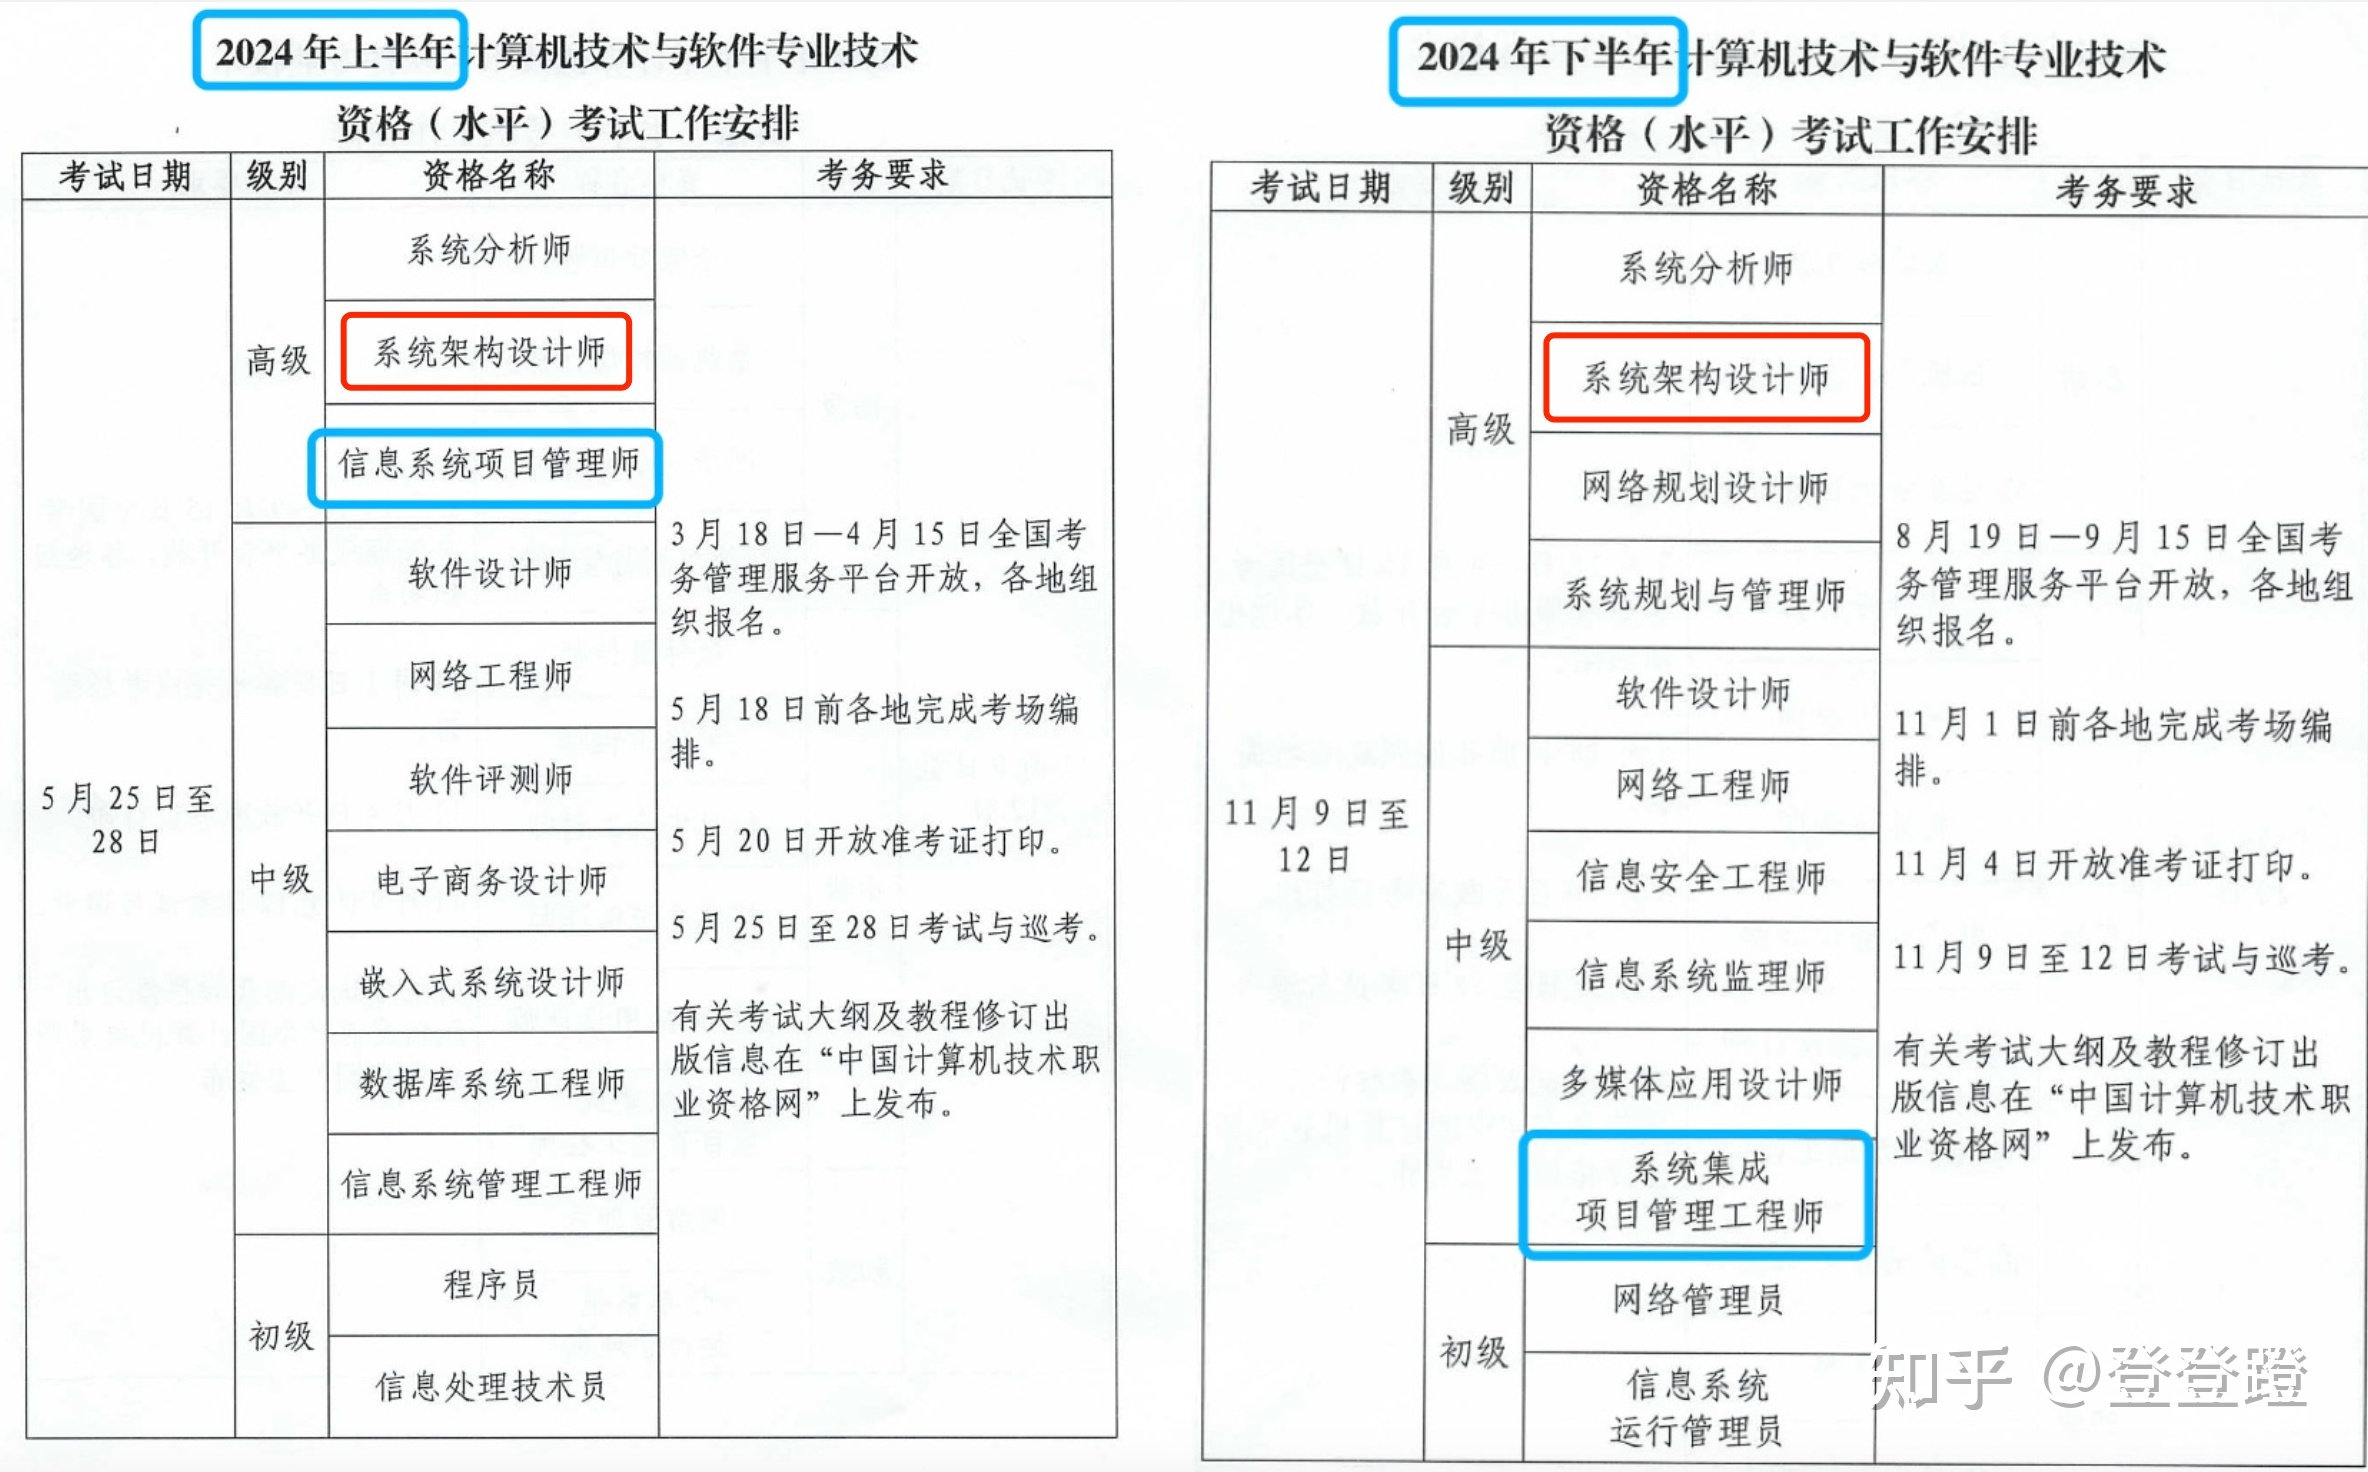 2024年上半年计算机技术与软件专业技术
资格（水平）考试工作安排
考试日期 级别 资格名称 考务要求
5月25日至
28日
高级
系统分析师
系统架构设计师
信息系统项目管理师
中级
软件设计师
网络工程师
软件评测师
电子商务设计师
嵌入式系统设计师
数据库系统工程师
信息系统管理工程师
初级
程序员
信息处理技术员
3月18日—4月15日全国考
务管理服务平台开放，各地组
织报名。
5月18日前各地完成考场编
排。
5月20日开放准考证打印。
5月25日至28日考试与巡考。
有关考试大纲及教程修订出
版信息在“中国计算机技术职
业资格网”上发布。
2024年下半年计算机技术与软件专业技术
资格（水平）考试工作安排
考试日期 级别 资格名称 考务要求
11月9日至
12日
高级
系统分析师
系统架构设计师
网络规划设计师
系统规划与管理师
中级
软件设计师
网络工程师
信息安全工程师
信息系统监理师
多媒体应用设计师
系统集成
项目管理工程师
初级
网络管理员
信息系统
运行管理员
8月19日—9月15日全国考
务管理服务平台开放，各地组
织报名。
11月1日前各地完成考场编
排。
11月4日开放准考证打印。
11月9日至12日考试与巡考。
有关考试大纲及教程修订出
版信息在“中国计算机技术职
业资格网”上发布。
知乎 @登登瞪